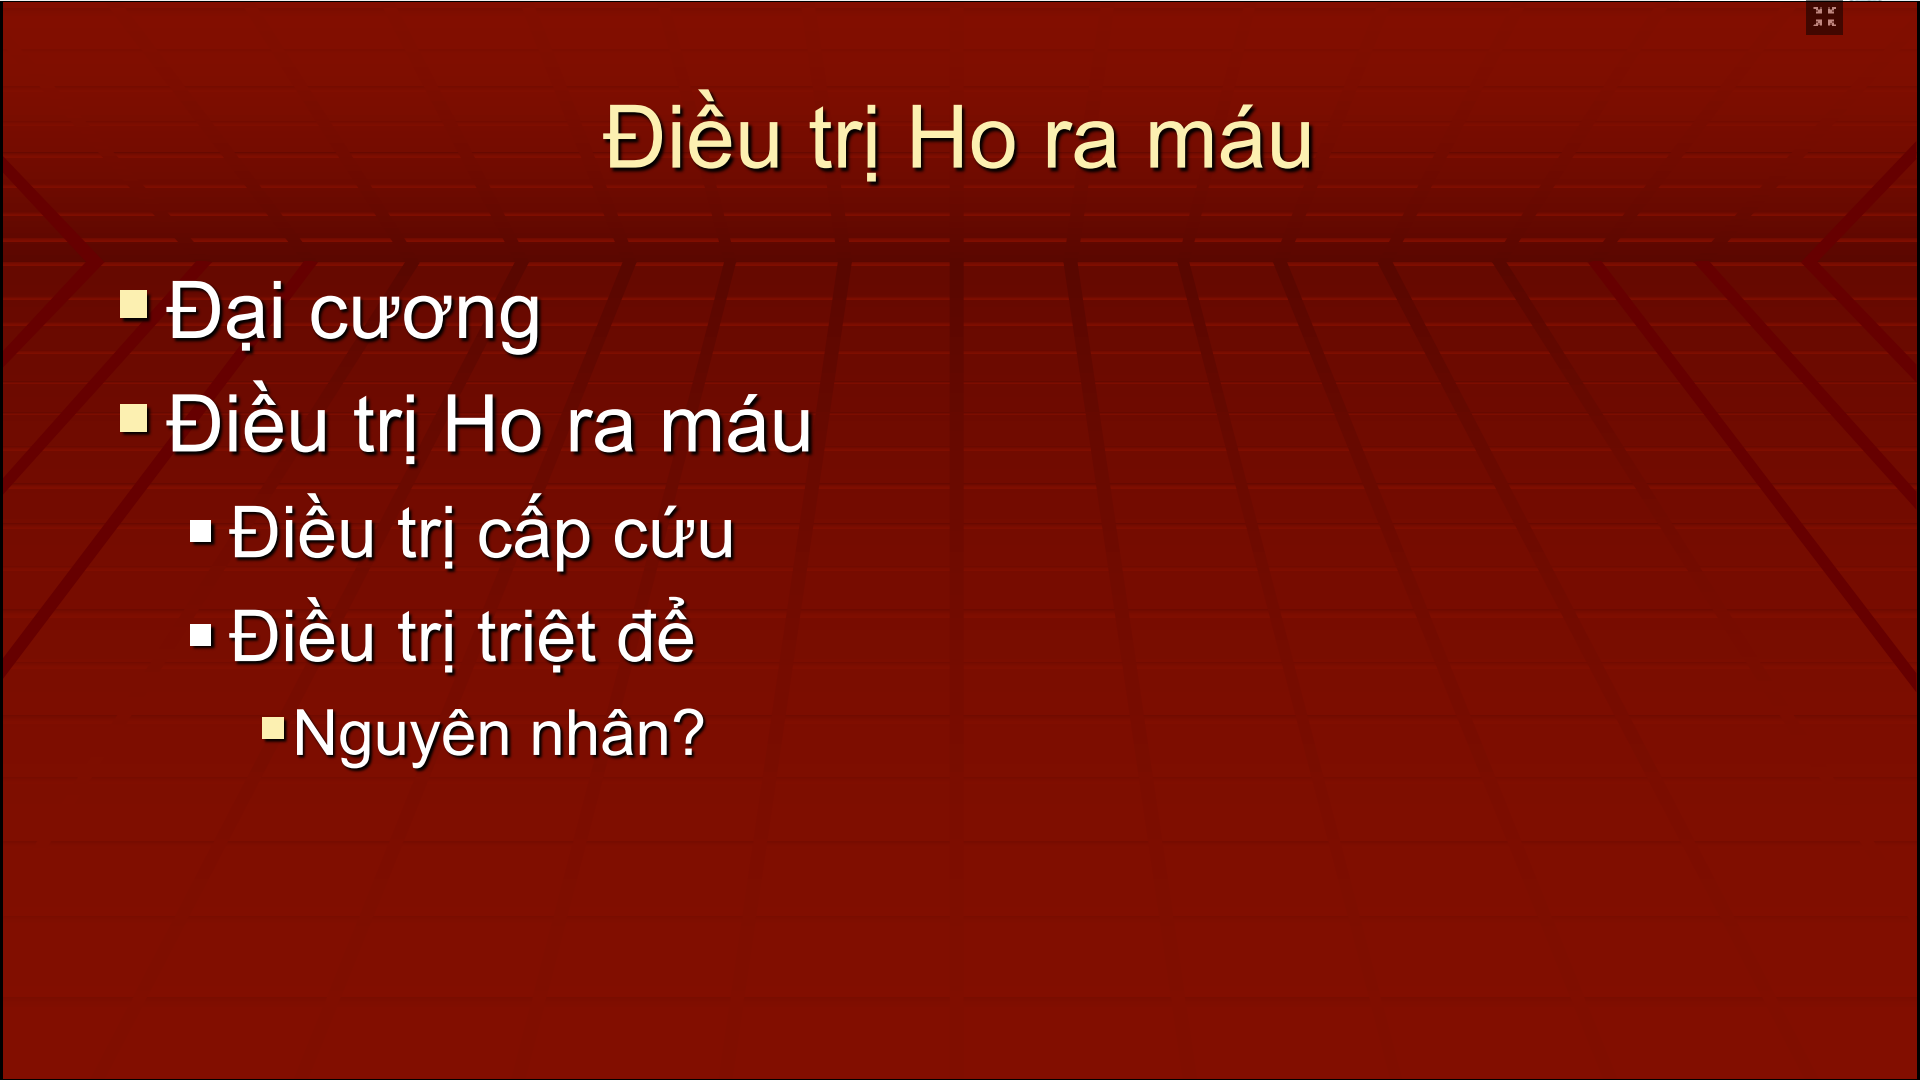 Điều trị Ho ra máu
Đại cương
Điều trị Ho ra máu
Điều trị cấp cứu
Điều trị triệt để
Nguyên nhân?